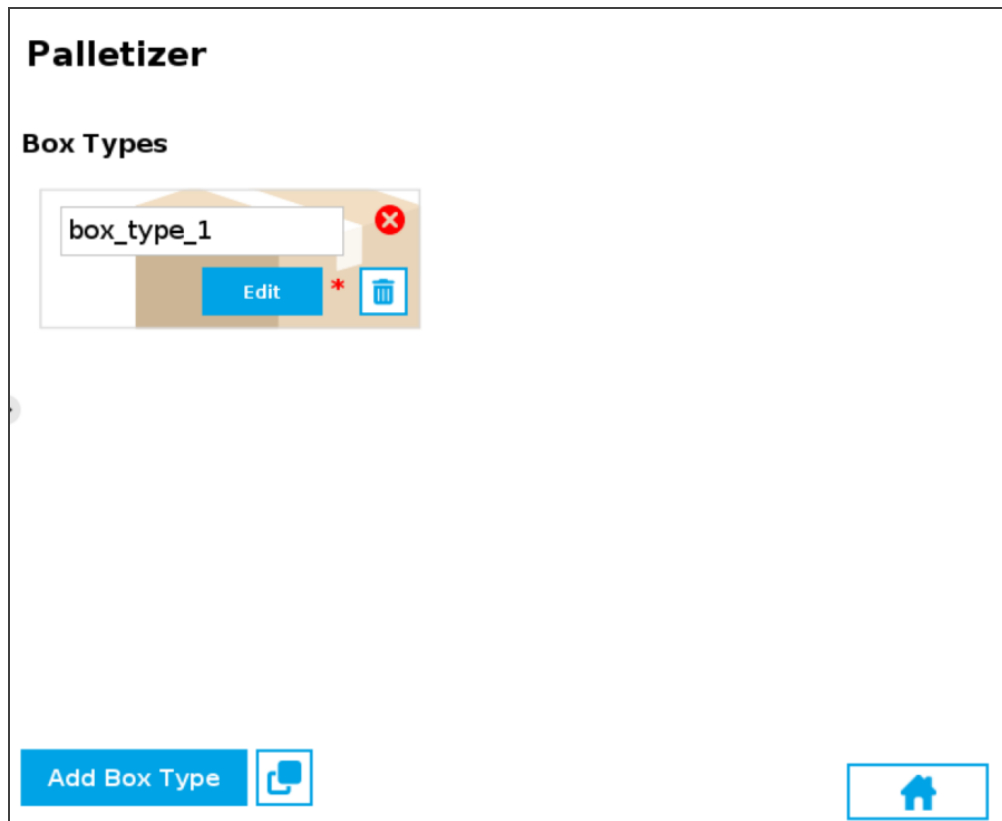 Palletizer
Box Types
box_type_1
Edit *
Add Box Type